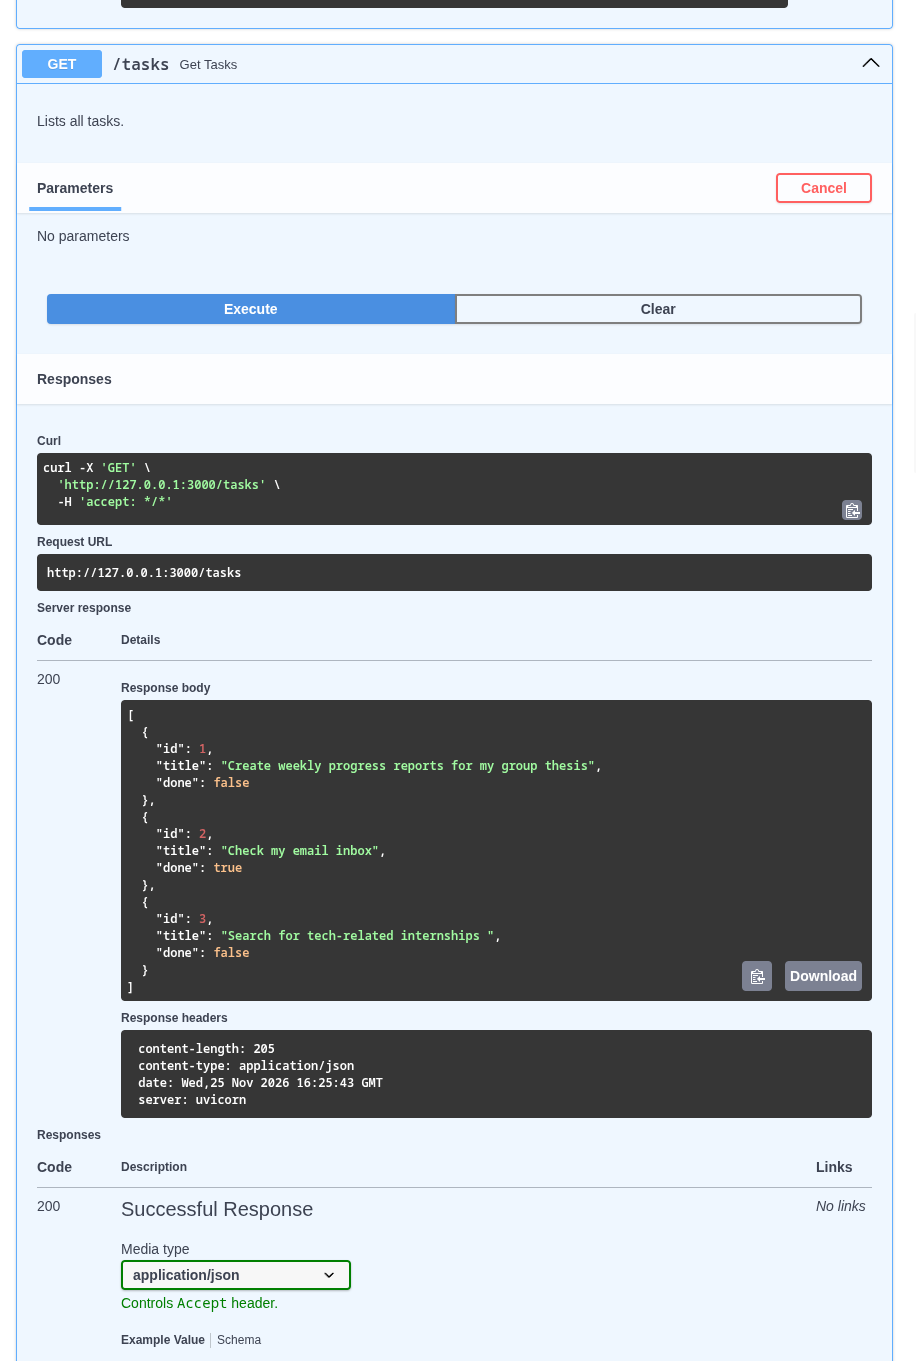 GET /tasks Get Tasks
Lists all tasks.
Parameters Cancel
No parameters
Execute Clear
Responses
Curl
curl -X 'GET' \
  'http://127.0.0.1:3000/tasks' \
  -H 'accept: */*'
Request URL
http://127.0.0.1:3000/tasks
Server response
Code Details
200
Response body
[
  {
    "id": 1,
    "title": "Create weekly progress reports for my group thesis",
    "done": false
  },
  {
    "id": 2,
    "title": "Check my email inbox",
    "done": true
  },
  {
    "id": 3,
    "title": "Search for tech-related internships ",
    "done": false
  }
]
Download
Response headers
content-length: 205
content-type: application/json
date: Wed,25 Nov 2026 16:25:43 GMT
server: uvicorn
Responses
Code Description Links
200 Successful Response No links
Media type
application/json
Controls Accept header.
Example Value Schema